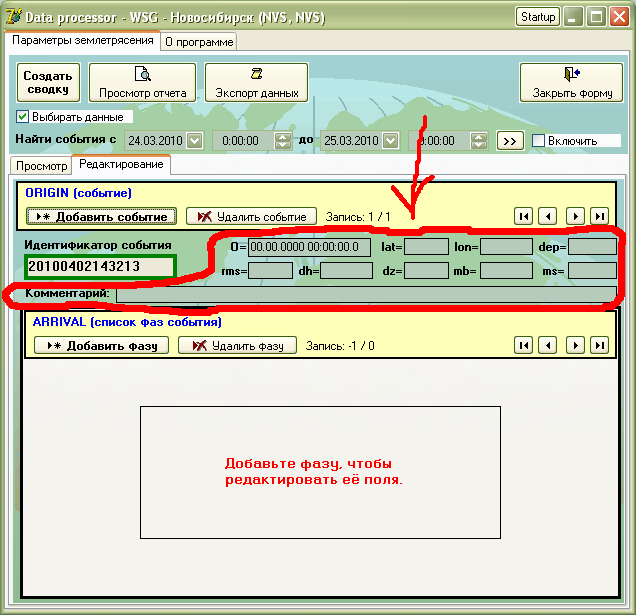 Data processor - WSG - Новосибирск (NVS, NVS) Startup
Параметры землетрясения О программе
Создать сводку Просмотр отчета Экспорт данных Закрыть форму
Выбирать данные
Найти события с 24.03.2010 0:00:00 до 25.03.2010 :00:00 >> Включить
Просмотр Редактирование
ORIGIN (событие)
Добавить событие Удалить событие Запись: 1 / 1
Идентификатор события O= 00.00.0000 00:00:00.0 lat= lon= dep=
20100402143213 rms= dh= dz= mb= ms=
Комментарий:
ARRIVAL (список фаз события)
Добавить фазу Удалить фазу Запись: -1 / 0
Добавьте фазу, чтобы
редактировать её поля.